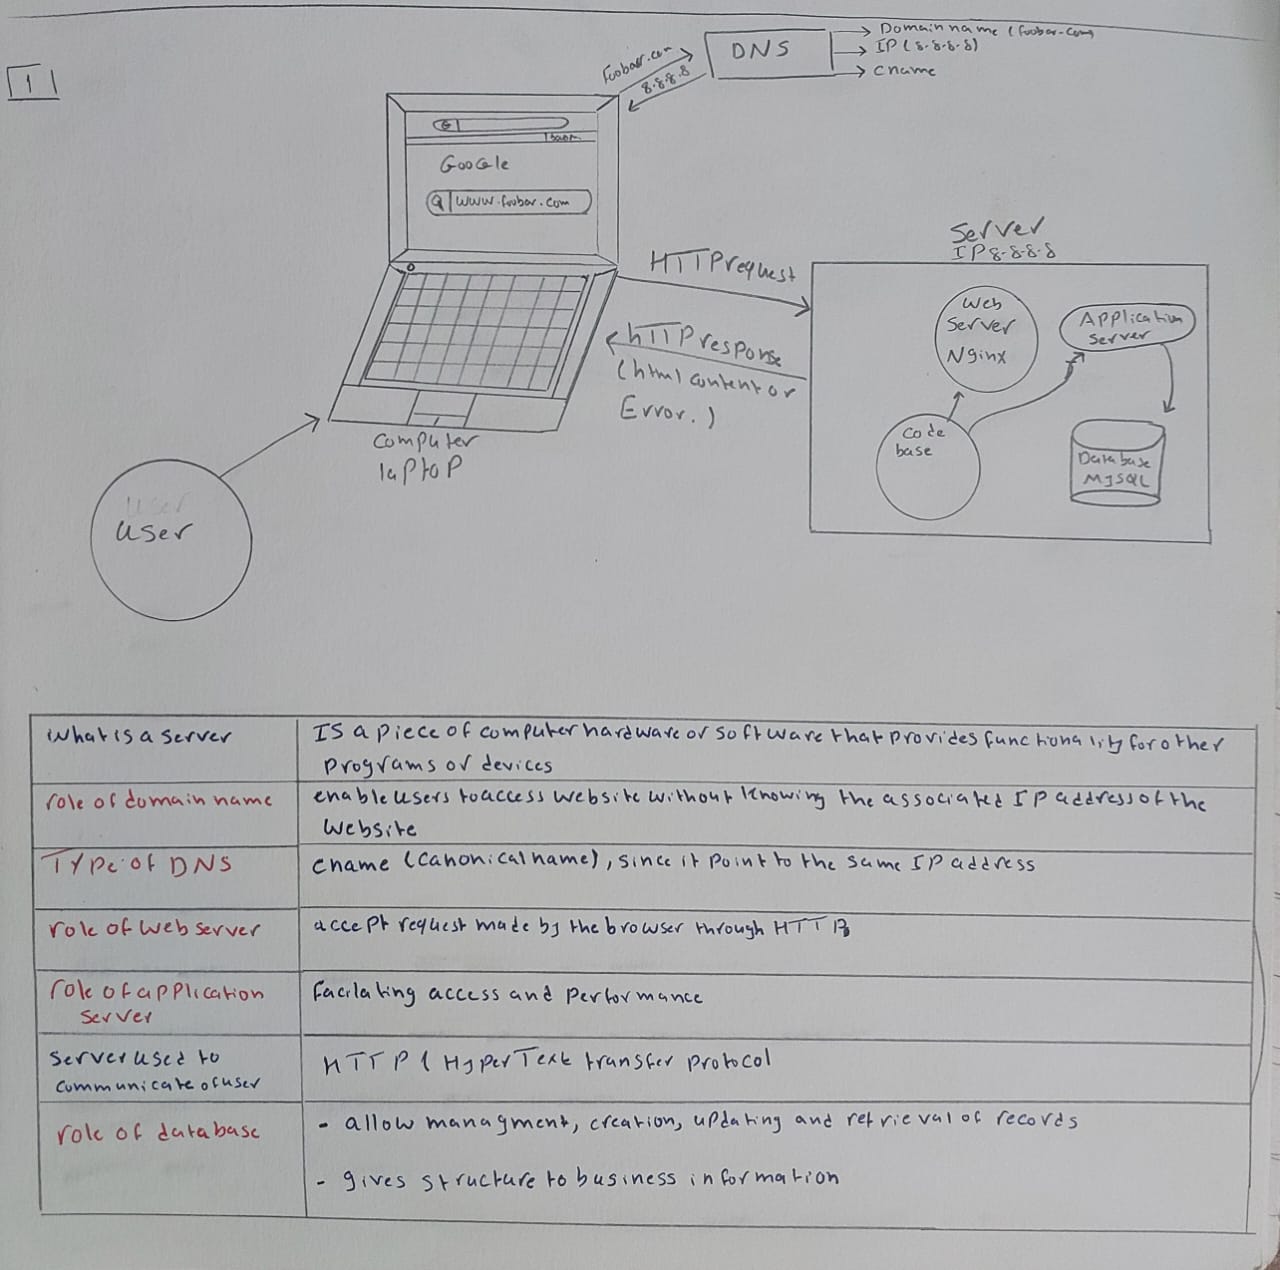 1
DNS
Domain name (foobar.com)
IP (8.8.8.8)
cname
foobar.com
8.8.8.8
G
Google
www.foobar.com
HTTP request
hTTP response
(html content or
Error.)
Server
IP 8.8.8.8
Web
Server
Nginx
Application
Server
Code
base
Database
MySQL
Computer
laptop
User
User
What is a server
Is a piece of computer hardware or software that provides functionality for other
programs or devices
role of domain name
enable users to access website without knowing the associated IP address of the
website
Type of DNS
cname (canonical name), since it point to the same IP address
role of web server
accept request made by the browser through HTTP
role of application
server
facilating access and performance
server used to
communicate of user
HTTP (HyperText transfer protocol
role of database
- allow managment, creation, updating and retrieval of records
- gives structure to business information